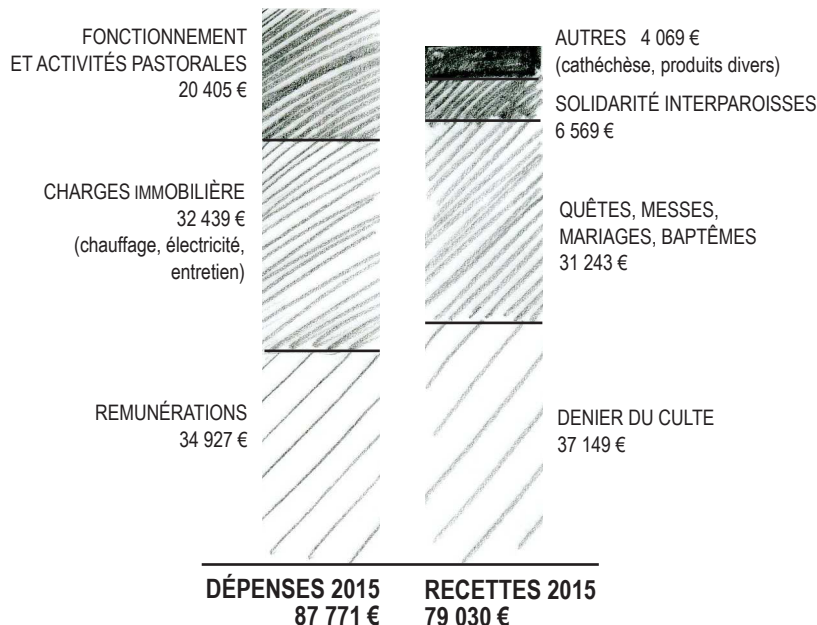 FONCTIONNEMENT
ET ACTIVITÉS PASTORALES
20 405 €
CHARGES IMMOBILIÈRE
32 439 €
(chauffage, électricité,
entretien)
REMUNÉRATIONS
34 927 €
AUTRES 4 069 €
(cathéchèse, produits divers)
SOLIDARITÉ INTERPAROISSES
6 569 €
QUÊTES, MESSES,
MARIAGES, BAPTÊMES
31 243 €
DENIER DU CULTE
37 149 €
DÉPENSES 2015
87 771 €
RECETTES 2015
79 030 €